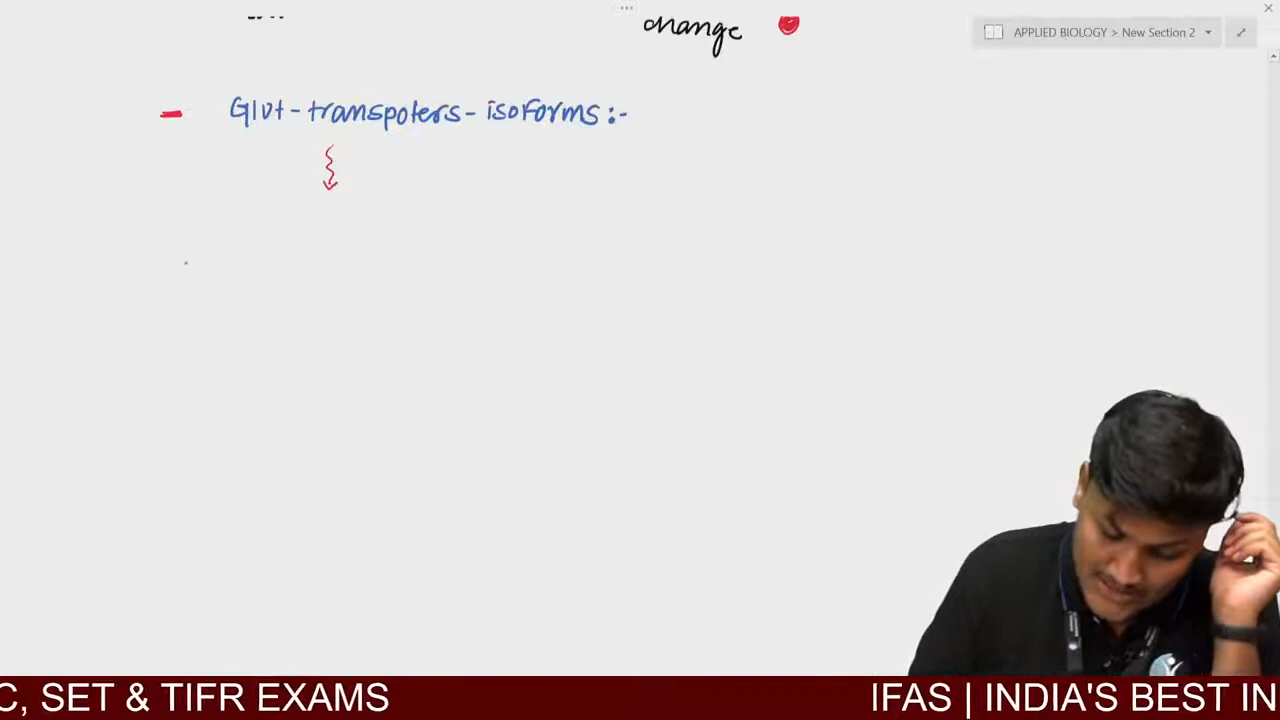 change
APPLIED BIOLOGY > New Section 2
- Glut-transpoters-isoforms:-
C, SET & TIFR EXAMS
IFAS | INDIA'S BEST IN